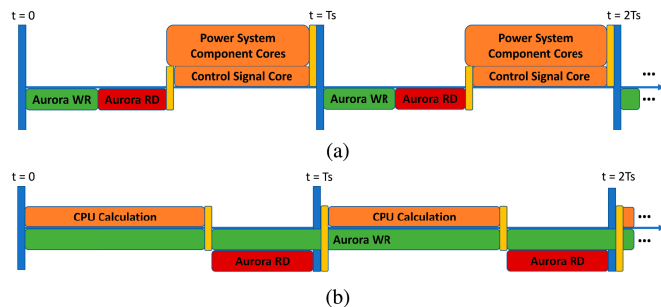 t = 0
t = Ts
t = 2Ts
Power System
Component Cores
Power System
Component Cores
Control Signal Core
Control Signal Core
Aurora WR
Aurora RD
Aurora WR
Aurora RD
...
...
(a)
t = 0
t = Ts
t = 2Ts
CPU Calculation
CPU Calculation
...
Aurora WR
...
Aurora RD
Aurora RD
(b)